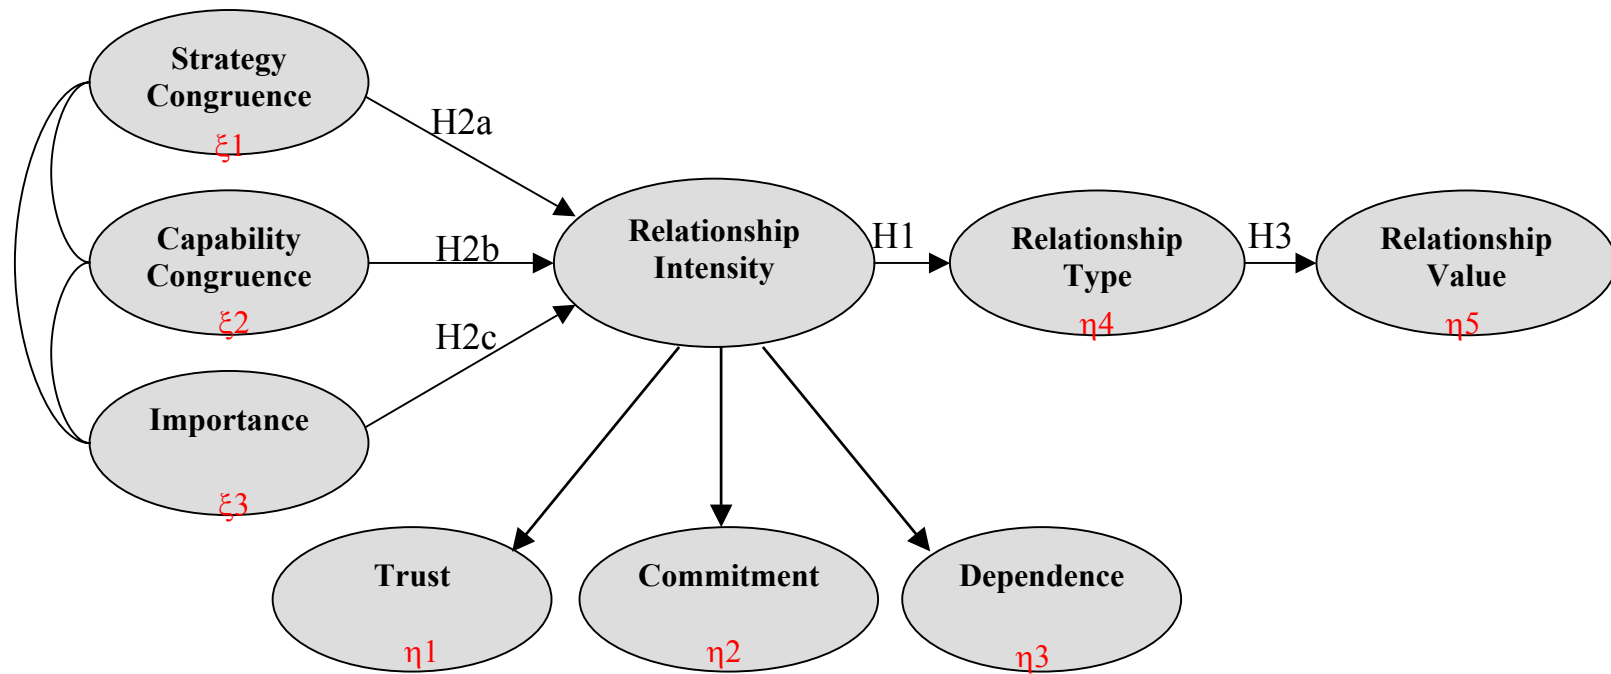 Strategy
Congruence
ξ1
H2a
Capability
Congruence
ξ2
H2b
Importance
ξ3
H2c
Relationship
Intensity
H1
Relationship
Type
η4
H3
Relationship
Value
η5
Trust
η1
Commitment
η2
Dependence
η3